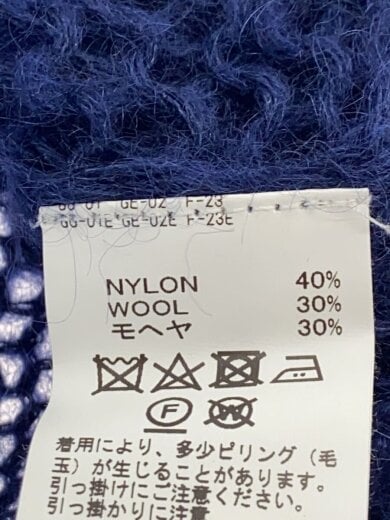 GE-02 F-23
GG-01E GE-02E F-23E
NYLON 40%
WOOL 30%
モヘヤ 30%
F W
着用により、多少ピリング(毛
玉)が生じることがあります。
引っ掛けにご注意ください。
引っ掛かりに注意